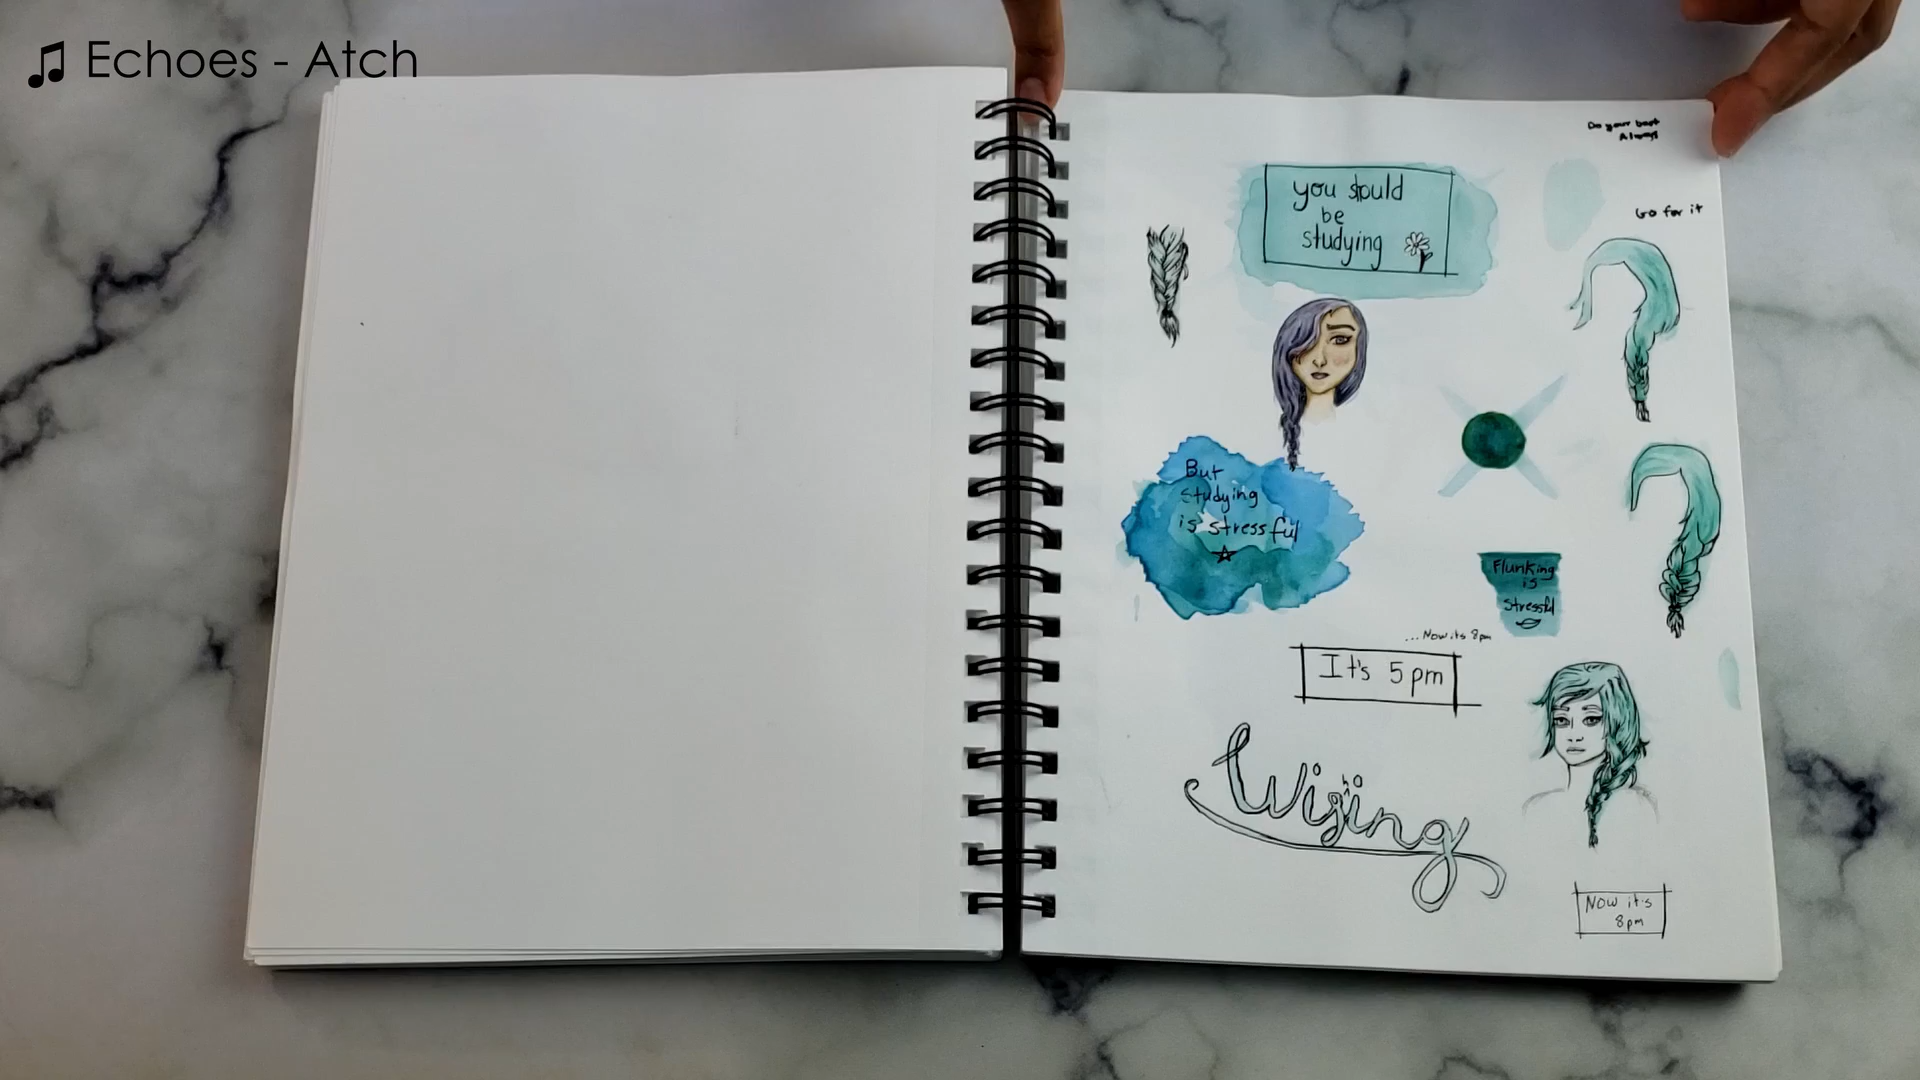 Echoes - Atch
Do your best
Always
you should
be
studying
Go for it
But
studying
is stressful
Flunking
is
stressful
...Now its 8pm
It's 5pm
Now it's
8pm